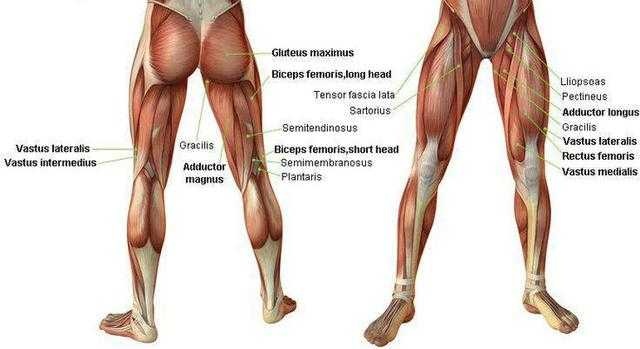 Gluteus maximus
Biceps femoris,long head
Tensor fascia lata
Sartorius
Semitendinosus
Gracilis
Vastus lateralis
Vastus intermedius
Adductor
magnus
Biceps femoris,short head
Semimembranosus
Plantaris
Lliopsoas
Pectineus
Adductor longus
Gracilis
Vastus lateralis
Rectus femoris
Vastus medialis